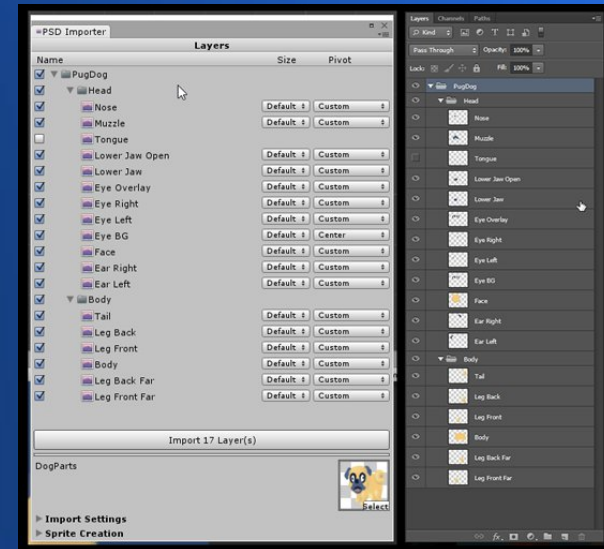 PSD Importer
Layers
Name Size Pivot
PugDog
Head
Nose Default Custom
Muzzle Default Custom
Tongue
Lower Jaw Open Default Custom
Lower Jaw Default Custom
Eye Overlay Default Custom
Eye Right Default Custom
Eye Left Default Custom
Eye BG Default Center
Face Default Custom
Ear Right Default Custom
Ear Left Default Custom
Body
Tail Default Custom
Leg Back Default Custom
Leg Front Default Custom
Body Default Custom
Leg Back Far Default Custom
Leg Front Far Default Custom
Import 17 Layer(s)
DogParts
Select
Import Settings
Sprite Creation
Layers Channels Paths
Kind T
Pass Through Opacity: 100%
Lock: Fill: 100%
PugDog
Head
Nose
Muzzle
Tongue
Lower Jaw Open
Lower Jaw
Eye Overlay
Eye Right
Eye Left
Eye BG
Face
Ear Right
Ear Left
Body
Tail
Leg Back
Leg Front
Body
Leg Back Far
Leg Front Far
fx.